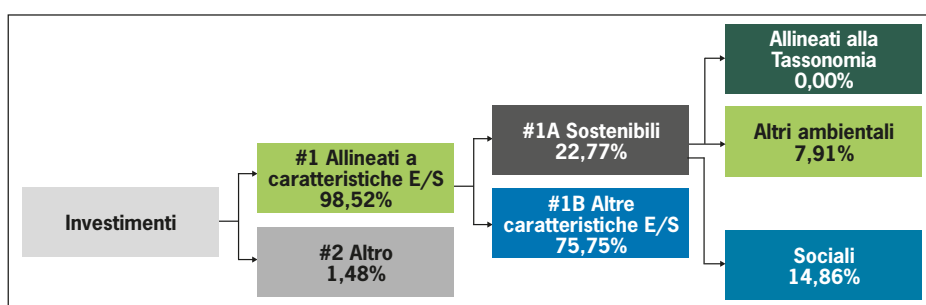 Investimenti
#1 Allineati a
caratteristiche E/S
98,52%
#2 Altro
1,48%
#1A Sostenibili
22,77%
#1B Altre
caratteristiche E/S
75,75%
Allineati alla
Tassonomia
0,00%
Altri ambientali
7,91%
Sociali
14,86%